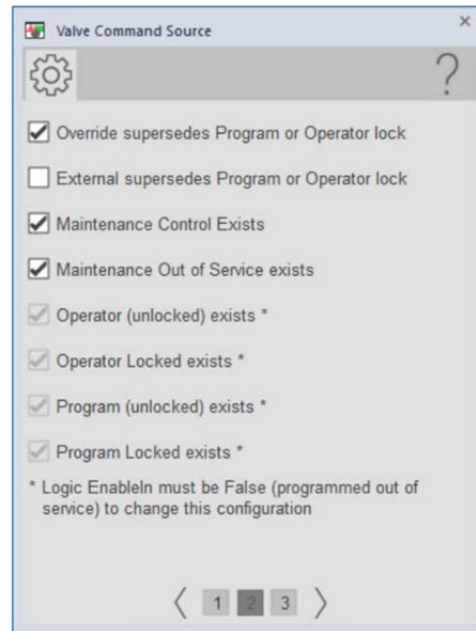 Valve Command Source
×
?
Override supersedes Program or Operator lock
External supersedes Program or Operator lock
Maintenance Control Exists
Maintenance Out of Service exists
Operator (unlocked) exists *
Operator Locked exists *
Program (unlocked) exists *
Program Locked exists *
* Logic EnableIn must be False (programmed out of
service) to change this configuration
1 2 3